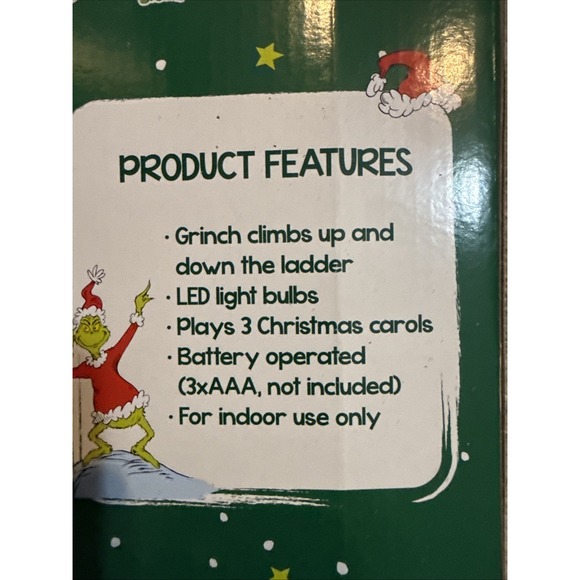 PRODUCT FEATURES
· Grinch climbs up and
down the ladder
· LED light bulbs
· Plays 3 Christmas carols
· Battery operated
(3xAAA, not included)
· For indoor use only